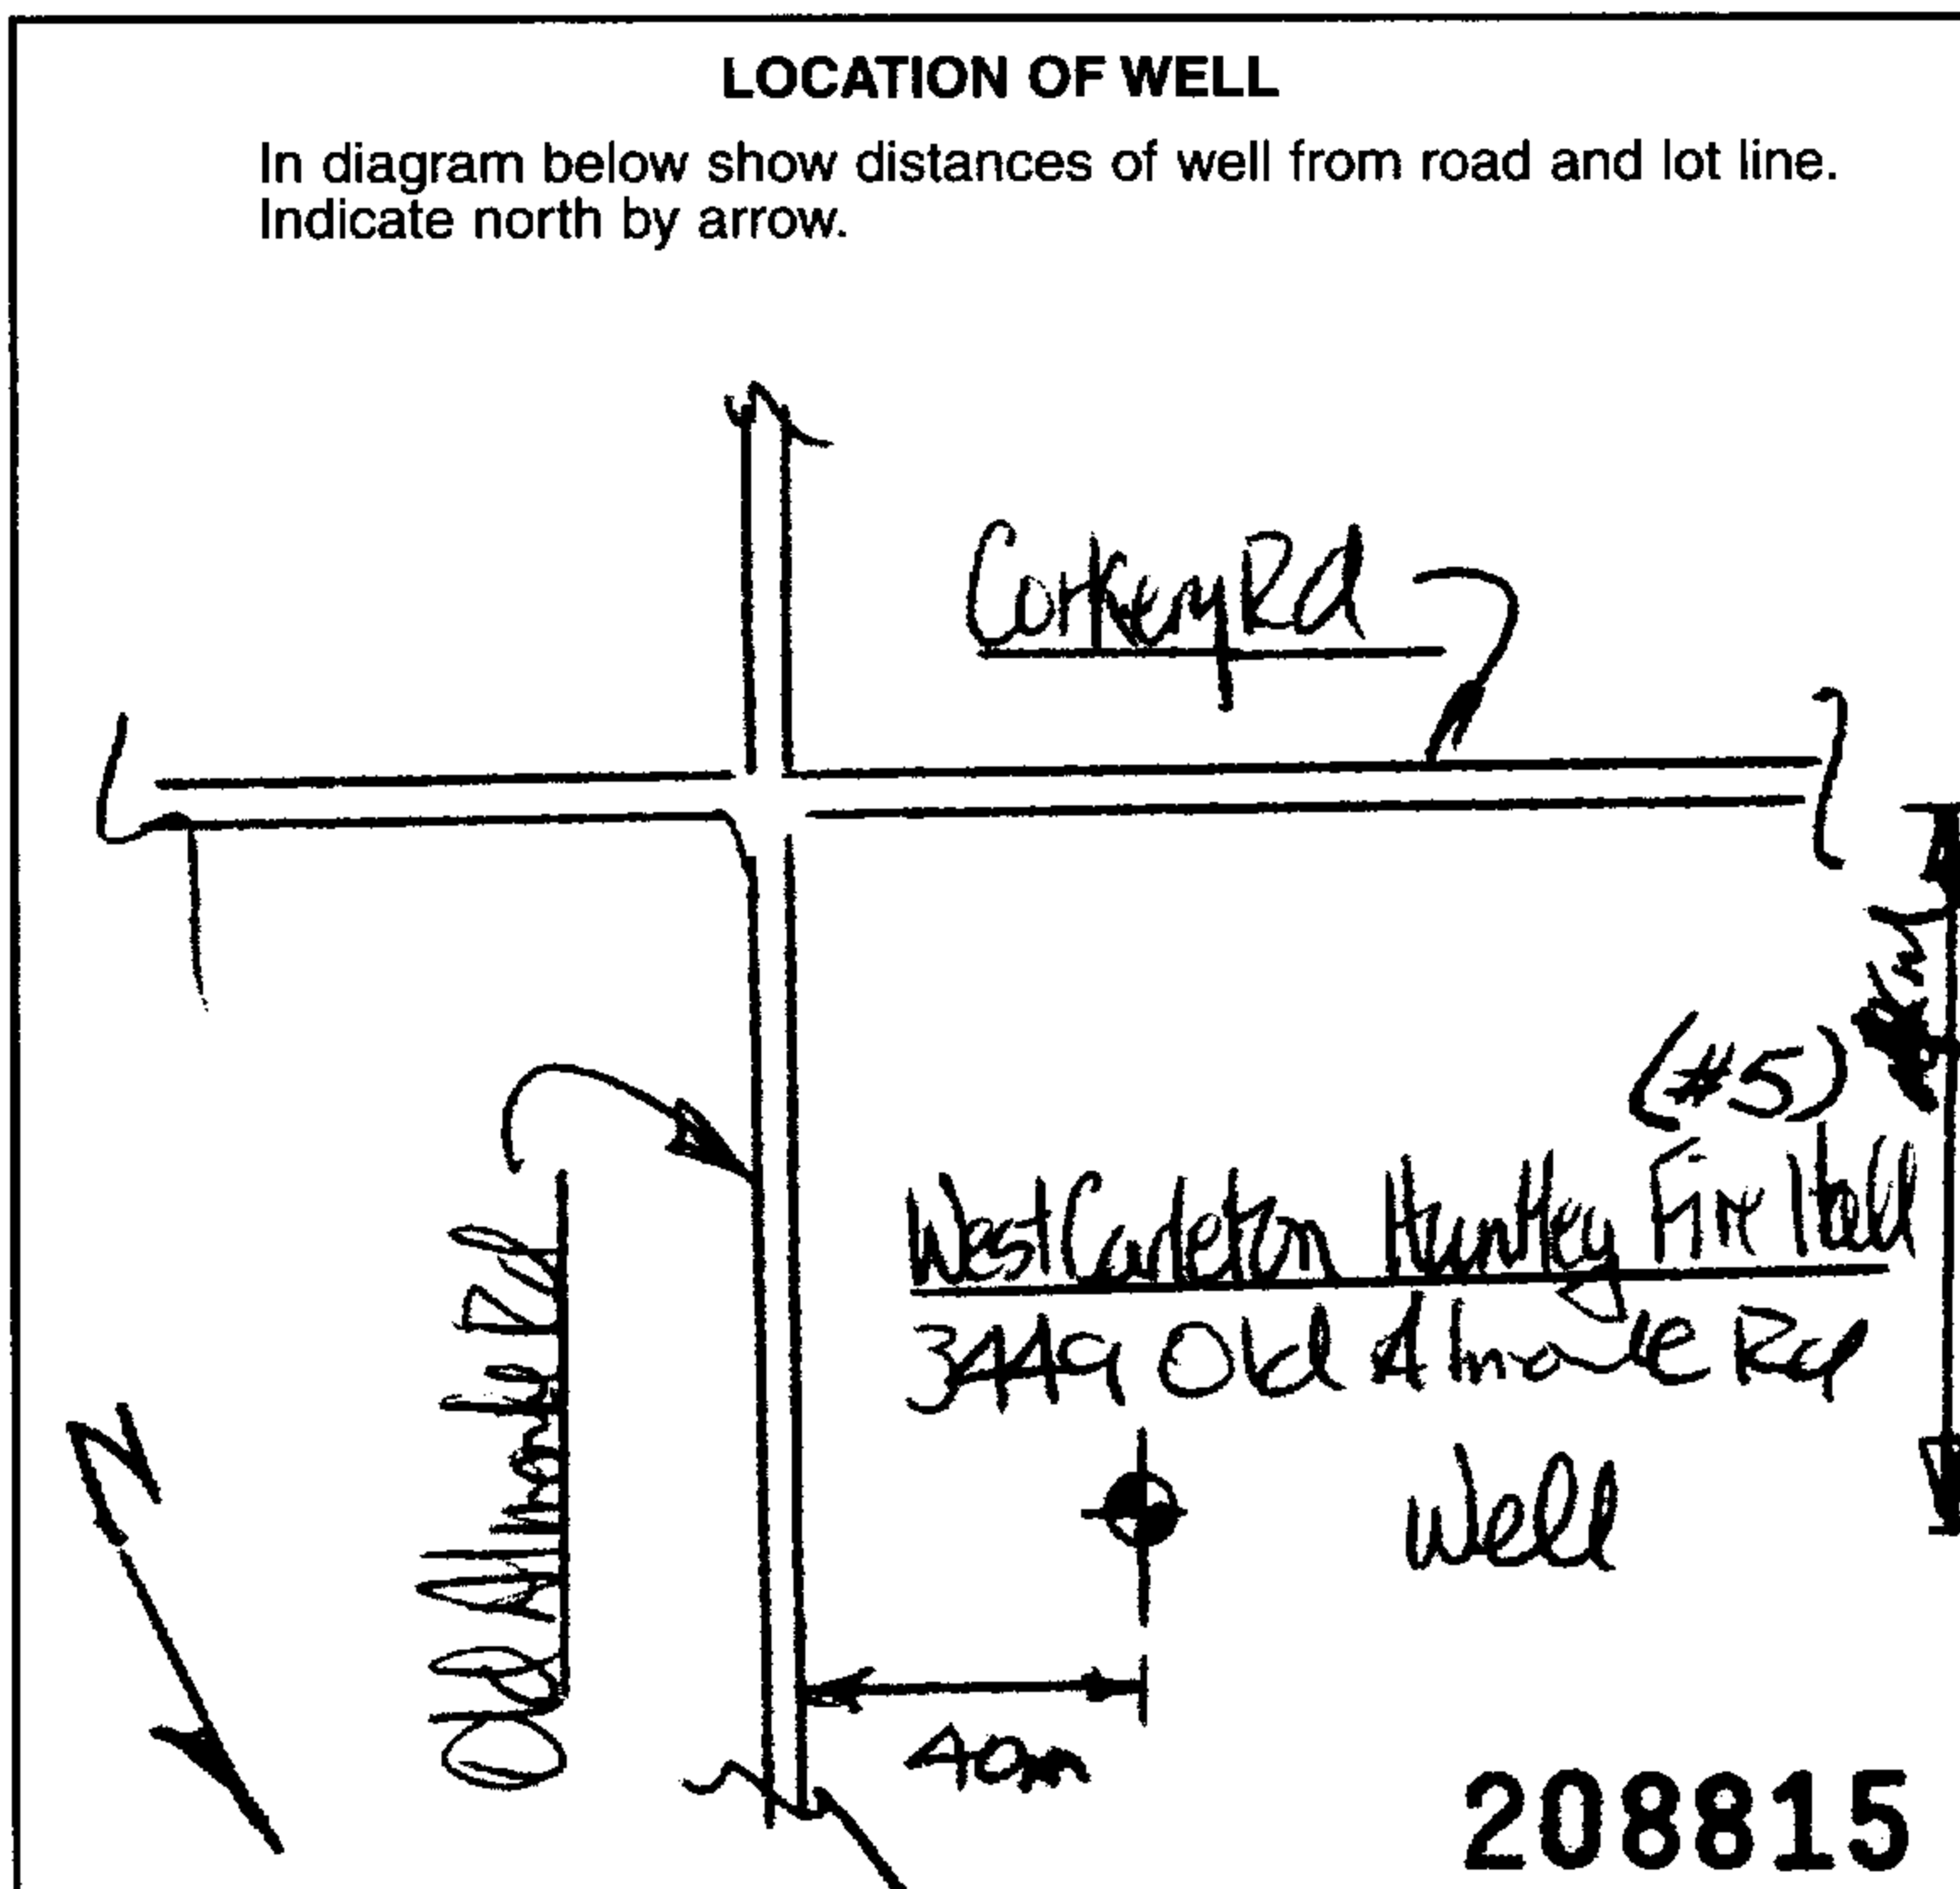 LOCATION OF WELL
In diagram below show distances of well from road and lot line.
Indicate north by arrow.
Corkery Rd
(#5)
West Carleton Huntley Fire Hall
3449 Old Almonte Rd
Old Almonte Rd
Well
N
40m
208815